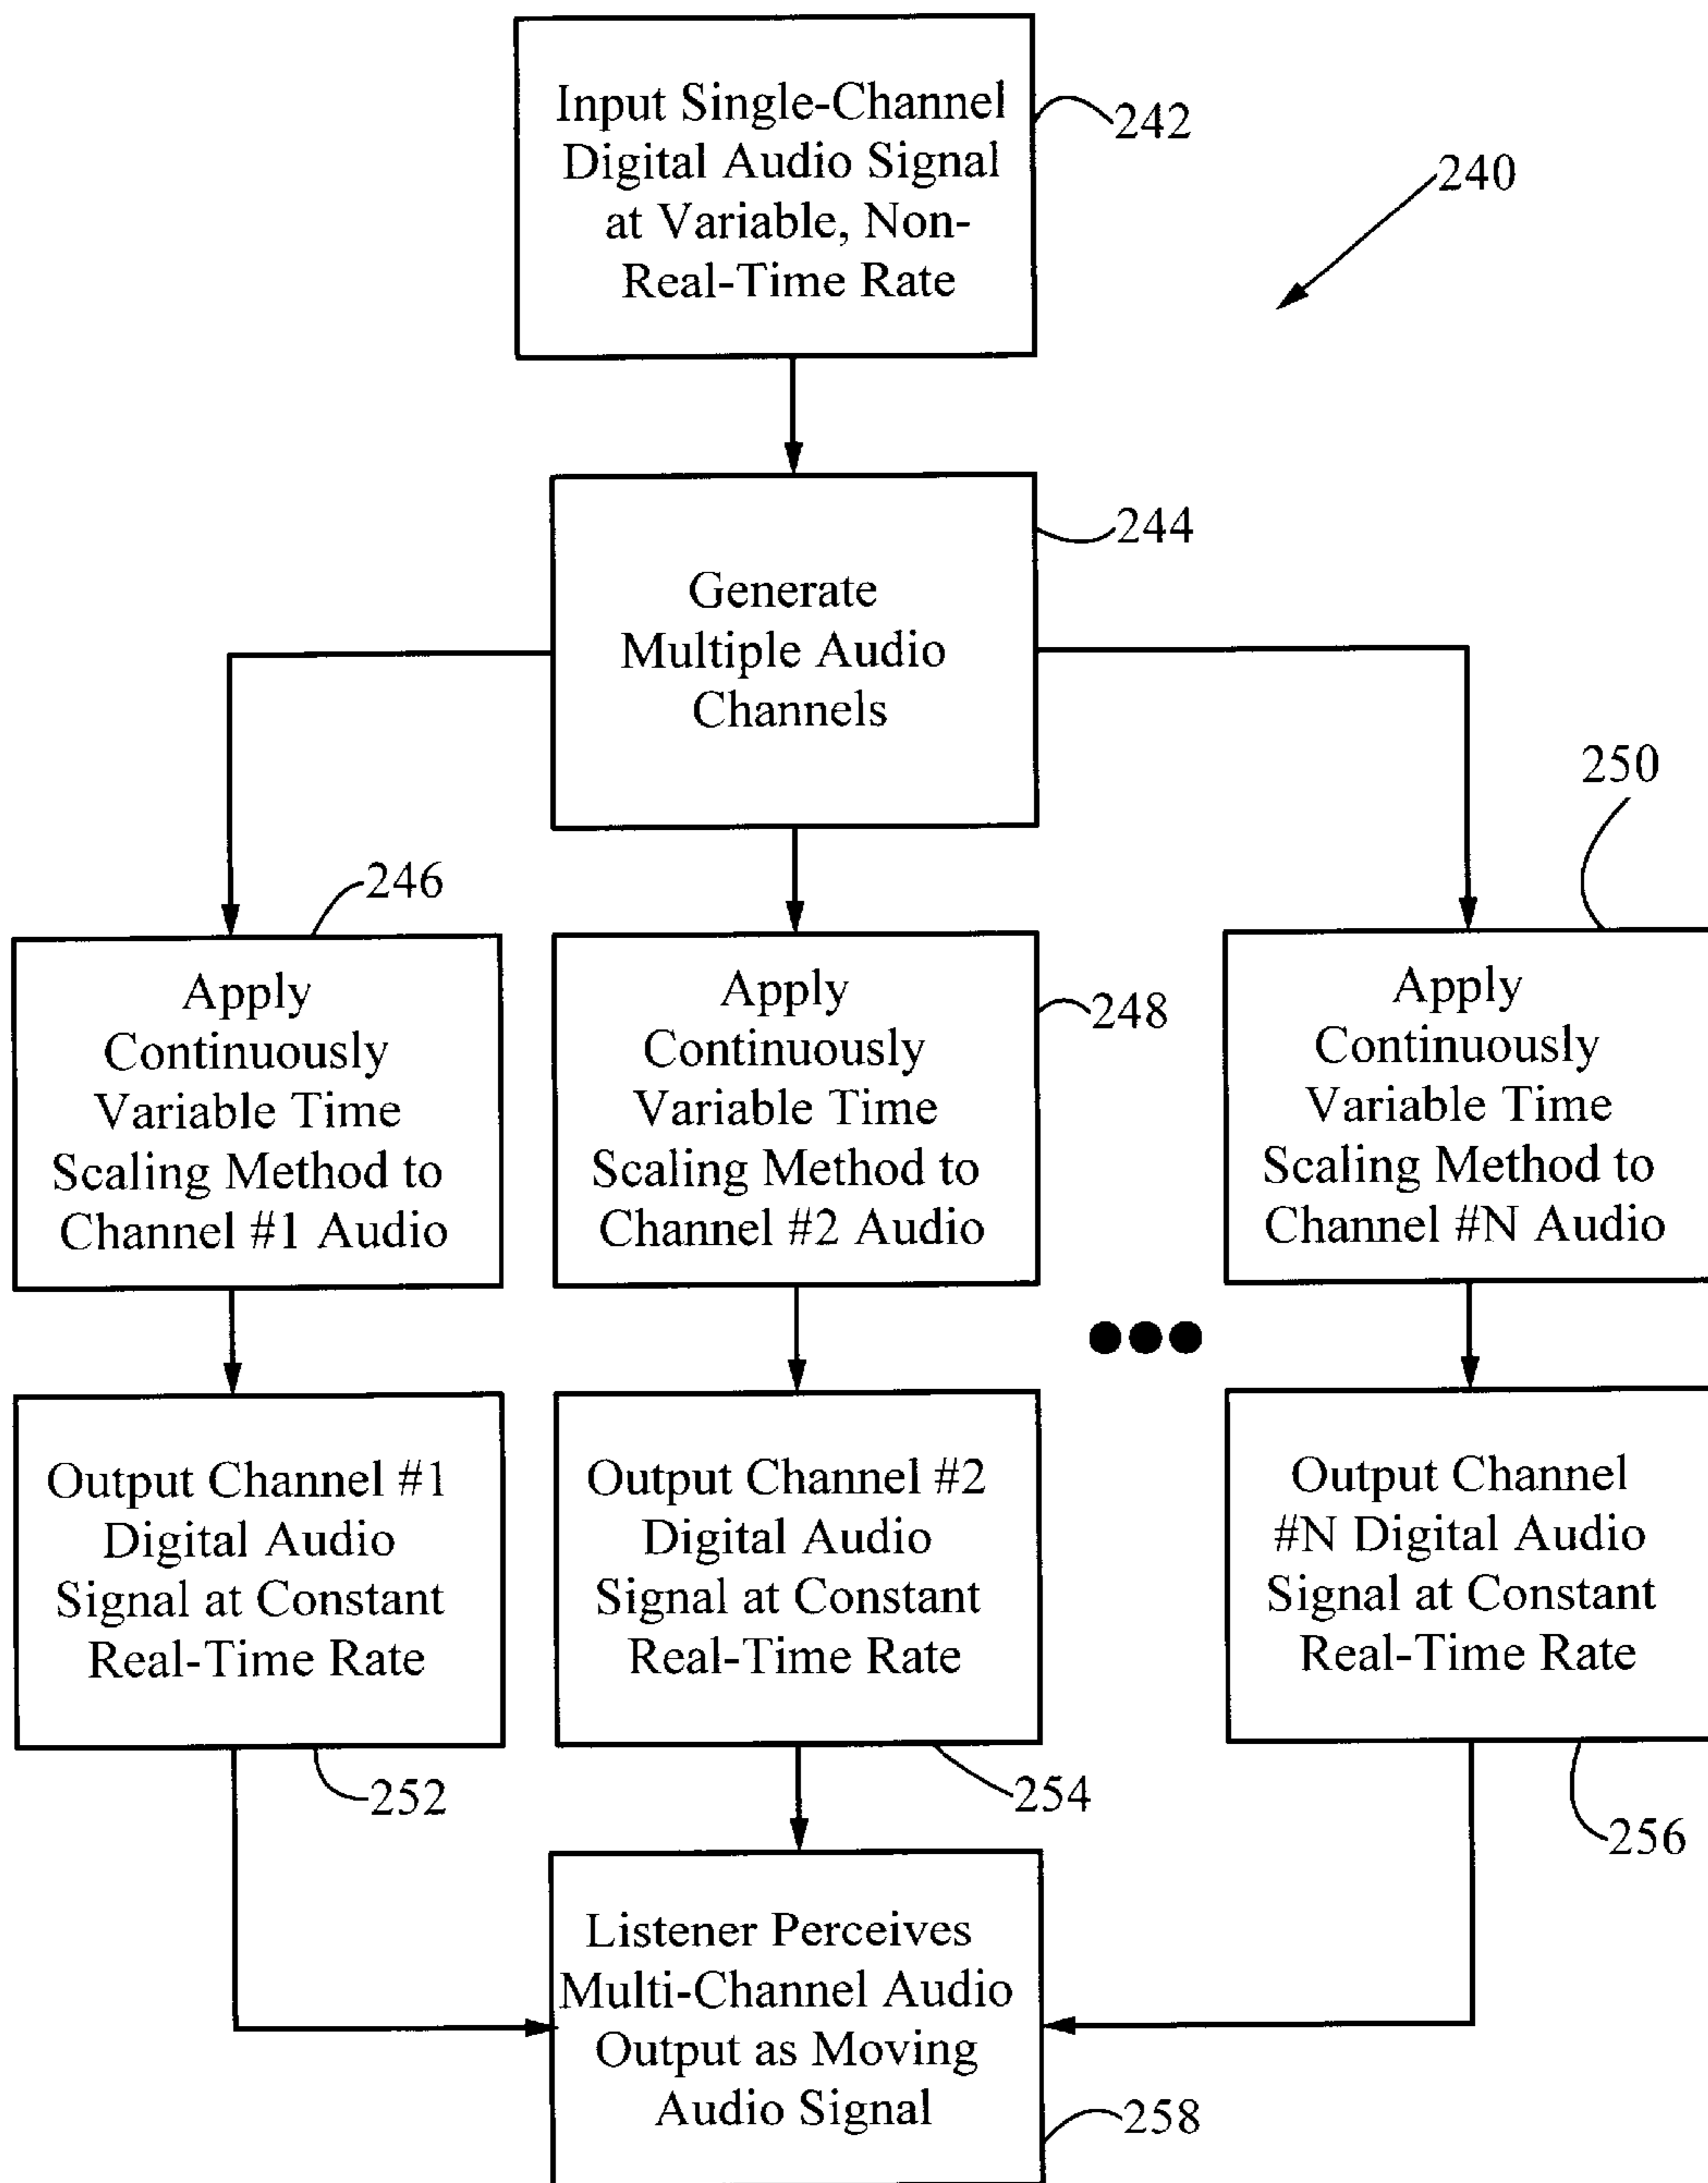 Input Single-Channel
Digital Audio Signal
at Variable, Non-
Real-Time Rate
242
240
Generate
Multiple Audio
Channels
244
246
Apply
Continuously
Variable Time
Scaling Method to
Channel #1 Audio
Apply
Continuously
Variable Time
Scaling Method to
Channel #2 Audio
248
250
Apply
Continuously
Variable Time
Scaling Method to
Channel #N Audio
Output Channel #1
Digital Audio
Signal at Constant
Real-Time Rate
252
Output Channel #2
Digital Audio
Signal at Constant
Real-Time Rate
254
Output Channel
#N Digital Audio
Signal at Constant
Real-Time Rate
256
Listener Perceives
Multi-Channel Audio
Output as Moving
Audio Signal
258